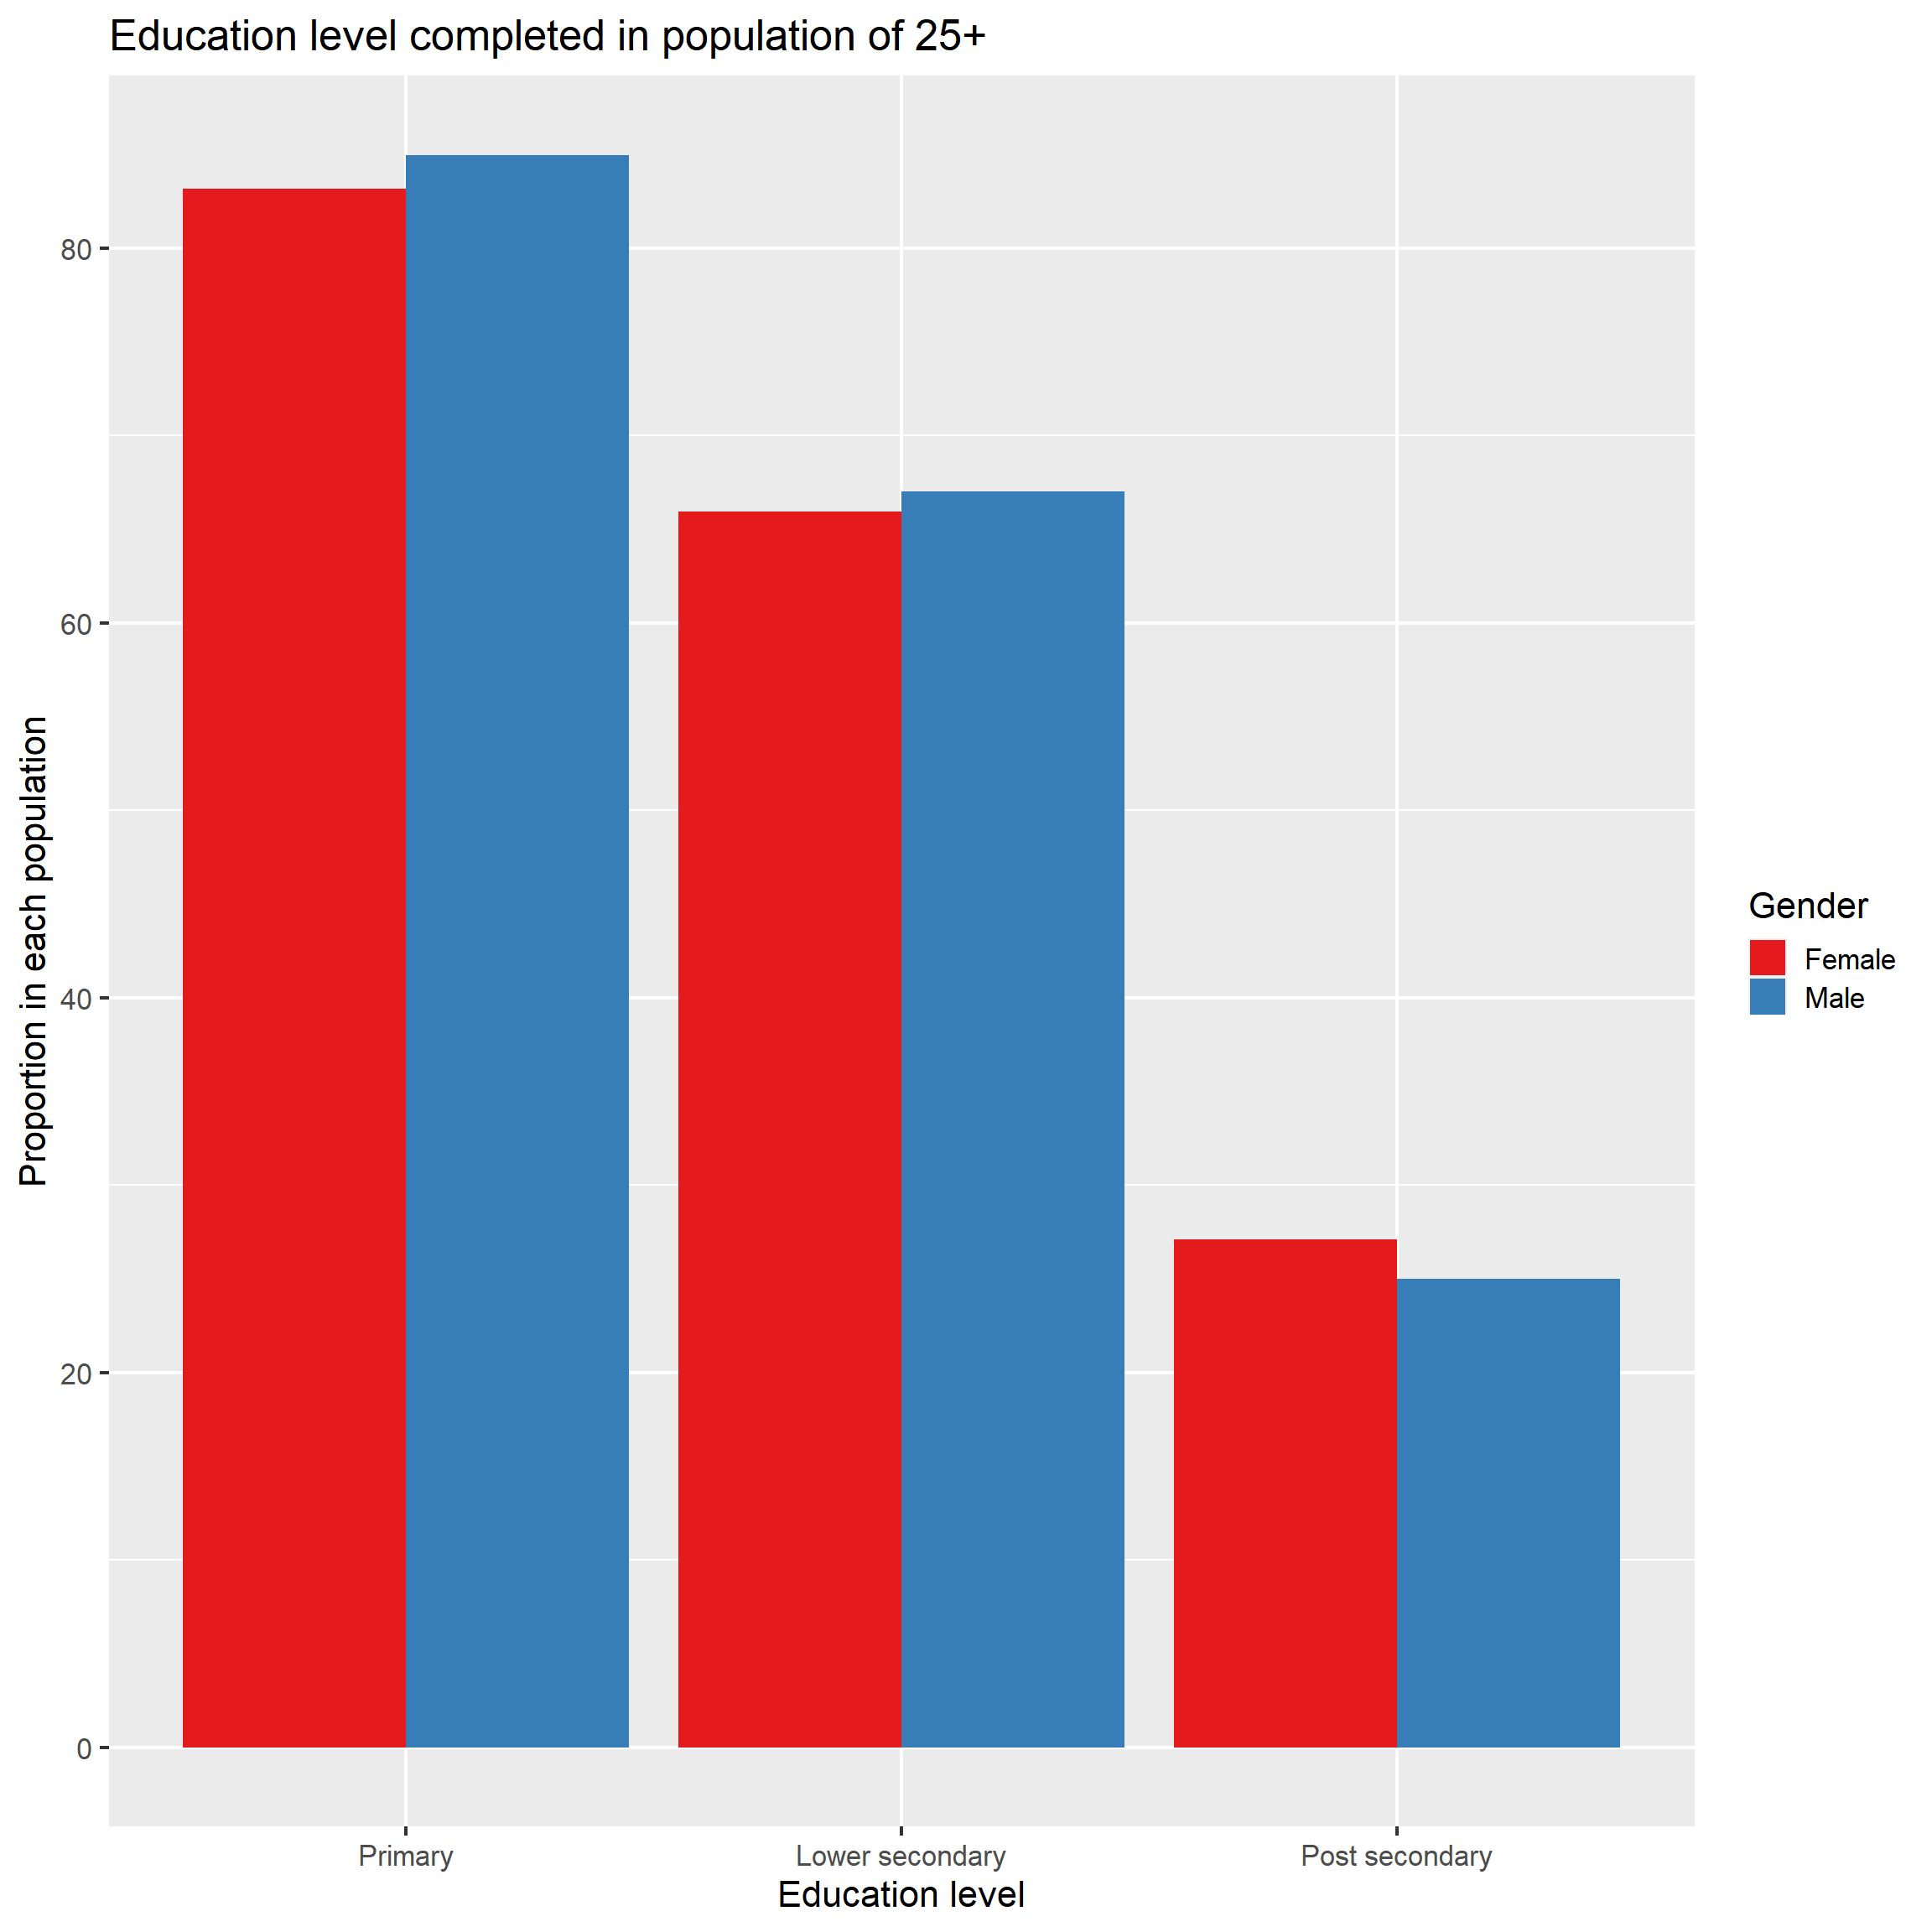 Education level completed in population of 25+
Proportion in each population
80
60
40
20
0
Primary
Lower secondary
Post secondary
Education level
Gender
Female
Male